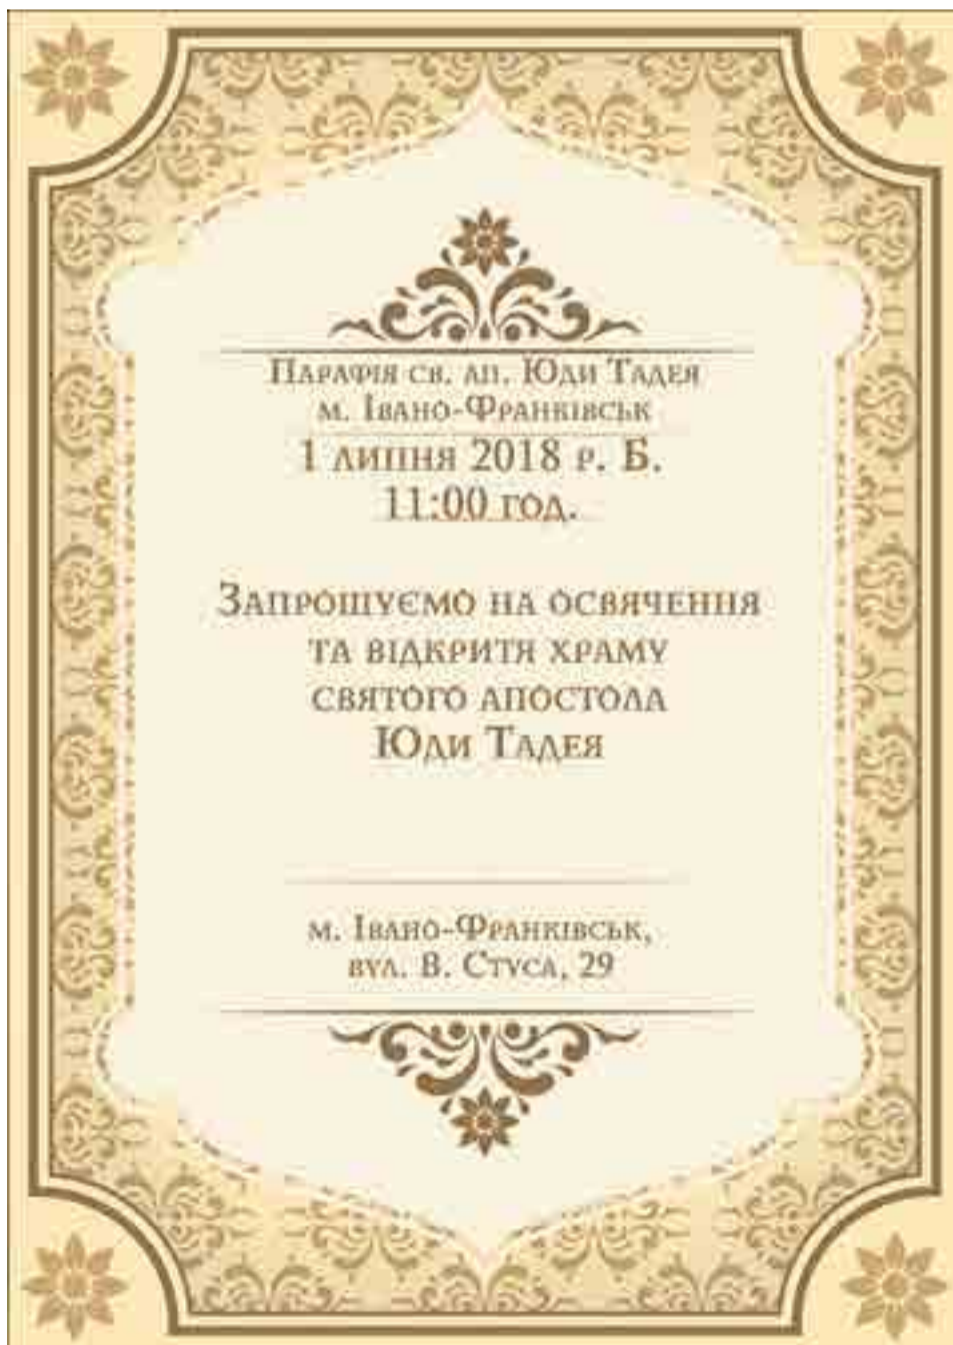 Парафія св. ап. Юди Тадея
м. Івано-Франківськ
1 липня 2018 р. Б.
11:00 год.
Запрошуємо на освячення
та відкритя храму
святого апостола
Юди Тадея
м. Івано-Франківськ,
вул. В. Стуса, 29